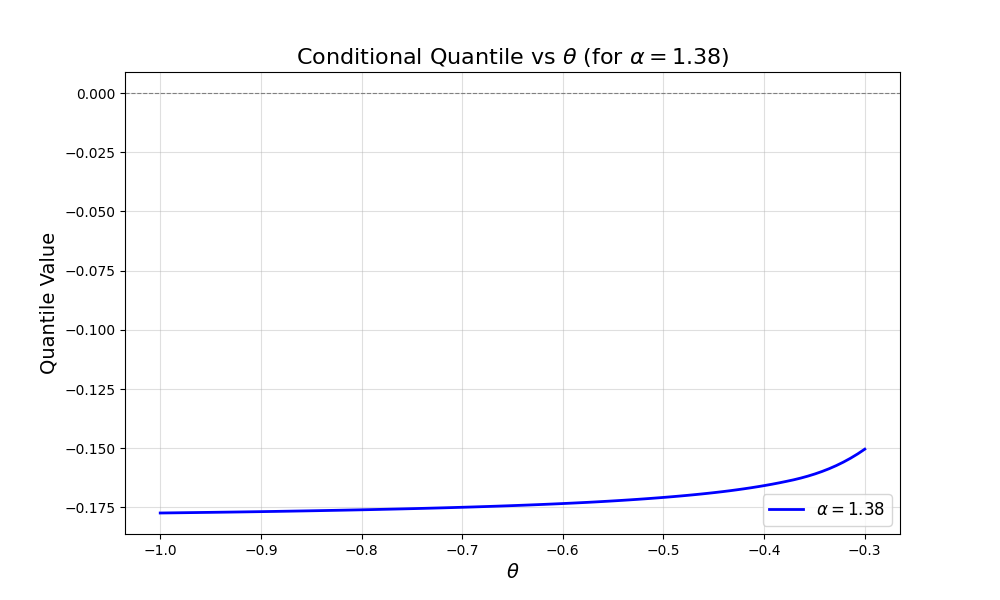 Conditional Quantile vs θ (for α = 1.38)
Quantile Value
0.000
−0.025
−0.050
−0.075
−0.100
−0.125
−0.150
−0.175
α = 1.38
−1.0 −0.9 −0.8 −0.7 −0.6 −0.5 −0.4 −0.3
θ